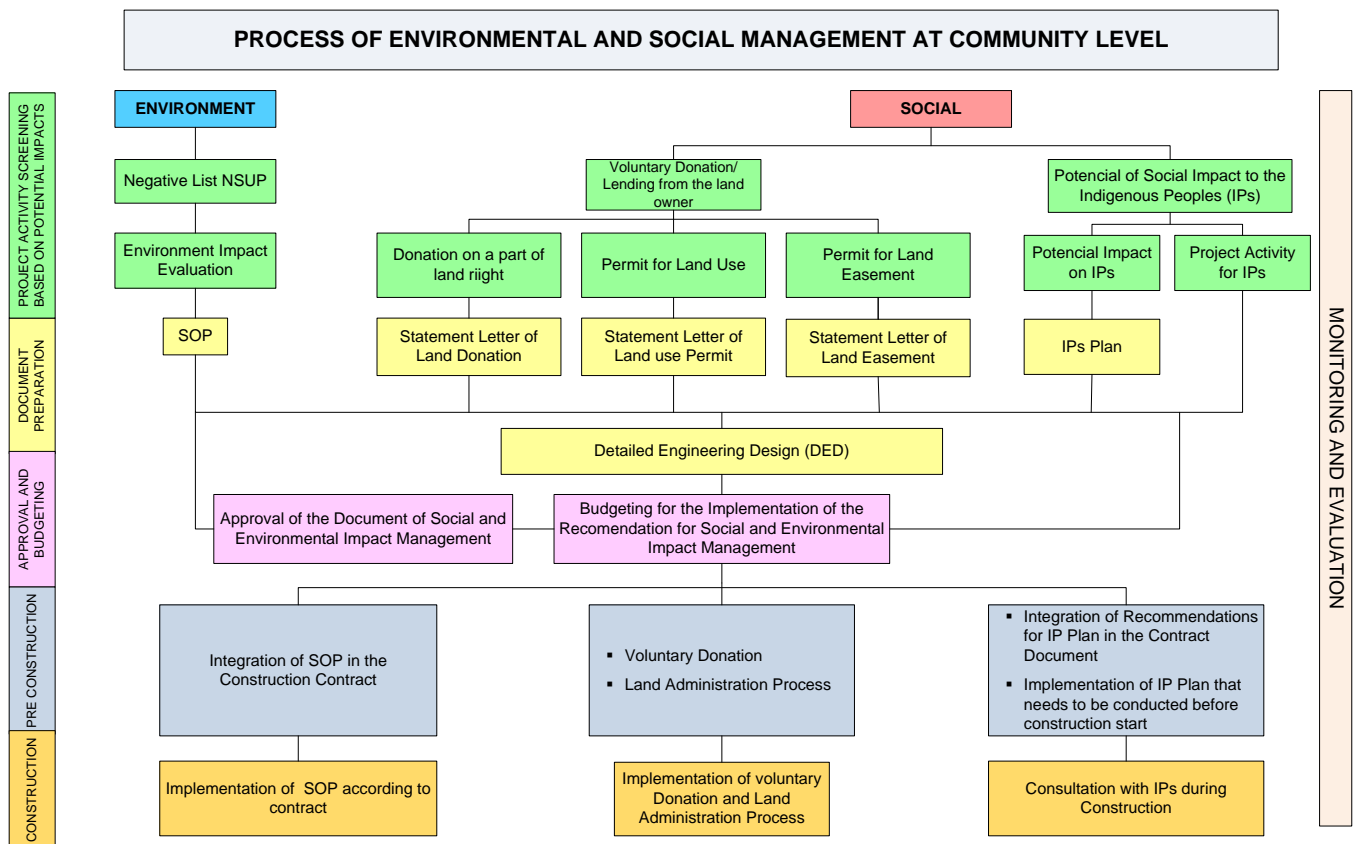 PROCESS OF ENVIRONMENTAL AND SOCIAL MANAGEMENT AT COMMUNITY LEVEL
PROJECT ACTIVITY SCREENING
BASED ON POTENTIAL IMPACTS
ENVIRONMENT
SOCIAL
Negative List NSUP
Voluntary Donation/
Lending from the land
owner
Potencial of Social Impact to the
Indigenous Peoples (IPs)
Environment Impact
Evaluation
Donation on a part of
land riight
Permit for Land Use
Permit for Land
Easement
Potencial Impact
on IPs
Project Activity
for IPs
DOCUMENT
PREPARATION
SOP
Statement Letter of
Land Donation
Statement Letter of
Land use Permit
Statement Letter of
Land Easement
IPs Plan
Detailed Engineering Design (DED)
APPROVAL AND
BUDGETING
Approval of the Document of Social and
Environmental Impact Management
Budgeting for the Implementation of the
Recomendation for Social and Environmental
Impact Management
PRE CONSTRUCTION
Integration of SOP in the
Construction Contract
▪ Voluntary Donation
▪ Land Administration Process
▪ Integration of Recommendations
for IP Plan in the Contract
Document
▪ Implementation of IP Plan that
needs to be conducted before
construction start
CONSTRUCTION
Implementation of SOP according to
contract
Implementation of voluntary
Donation and Land
Administration Process
Consultation with IPs during
Construction
MONITORING AND EVALUATION